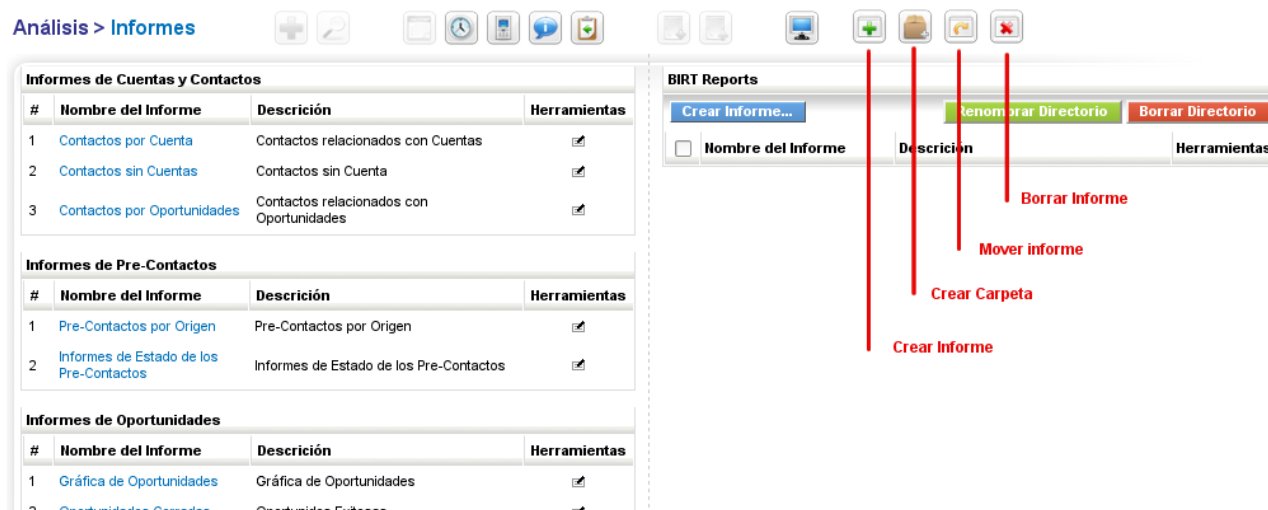 Análisis > Informes
Informes de Cuentas y Contactos
# Nombre del Informe Descrición Herramientas
1 Contactos por Cuenta Contactos relacionados con Cuentas
2 Contactos sin Cuentas Contactos sin Cuenta
3 Contactos por Oportunidades Contactos relacionados con
Oportunidades
Informes de Pre-Contactos
# Nombre del Informe Descrición Herramientas
1 Pre-Contactos por Origen Pre-Contactos por Origen
2 Informes de Estado de los
Pre-Contactos Informes de Estado de los Pre-Contactos
Informes de Oportunidades
# Nombre del Informe Descrición Herramientas
1 Gráfica de Oportunidades Gráfica de Oportunidades
BIRT Reports
Crear Informe... Renombrar Directorio Borrar Directorio
Nombre del Informe Descrición Herramientas
Borrar Informe
Mover informe
Crear Carpeta
Crear Informe